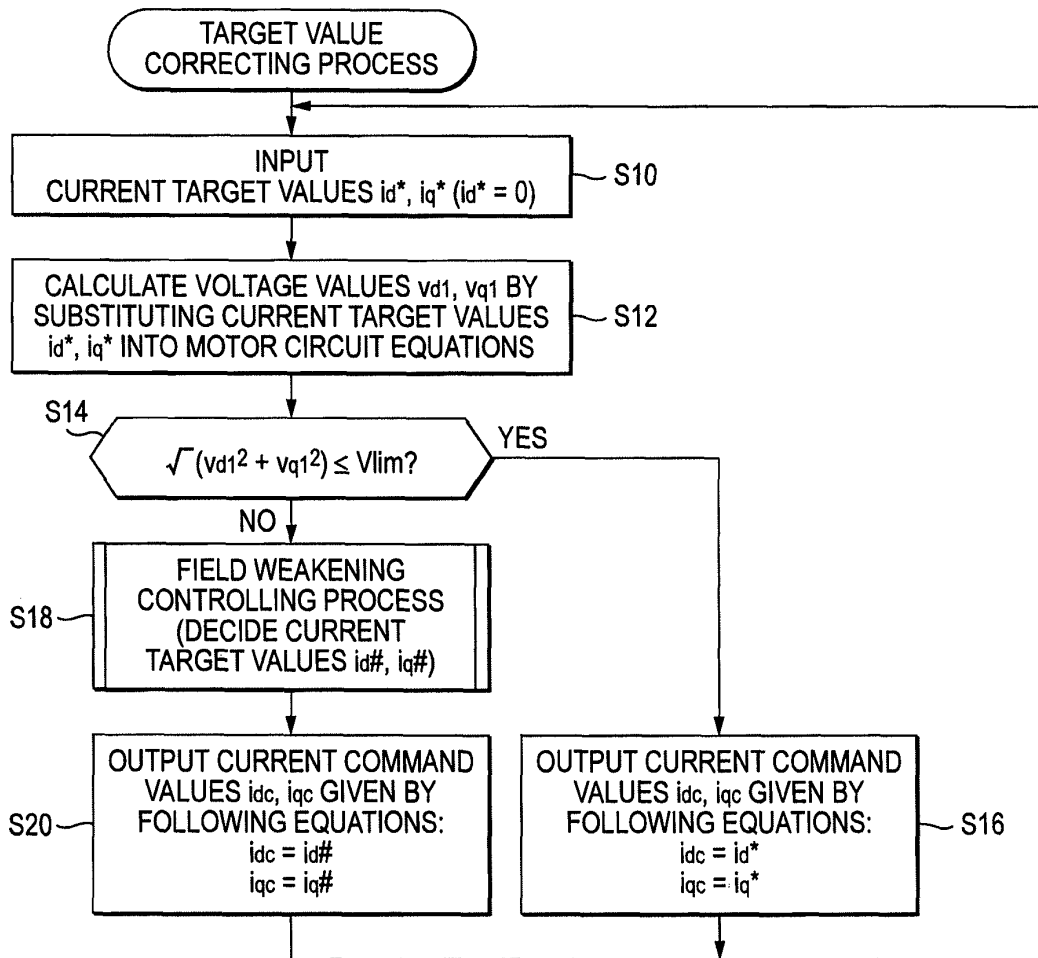 TARGET VALUE
CORRECTING PROCESS
INPUT
CURRENT TARGET VALUES id*, iq* (id* = 0)
S10
CALCULATE VOLTAGE VALUES vd1, vq1 BY
SUBSTITUTING CURRENT TARGET VALUES
id*, iq* INTO MOTOR CIRCUIT EQUATIONS
S12
S14
√(vd1² + vq1²) ≤ Vlim?
YES
NO
FIELD WEAKENING
CONTROLLING PROCESS
(DECIDE CURRENT
TARGET VALUES id#, iq#)
S18
OUTPUT CURRENT COMMAND
VALUES idc, iqc GIVEN BY
FOLLOWING EQUATIONS:
idc = id#
iqc = iq#
S20
OUTPUT CURRENT COMMAND
VALUES idc, iqc GIVEN BY
FOLLOWING EQUATIONS:
idc = id*
iqc = iq*
S16